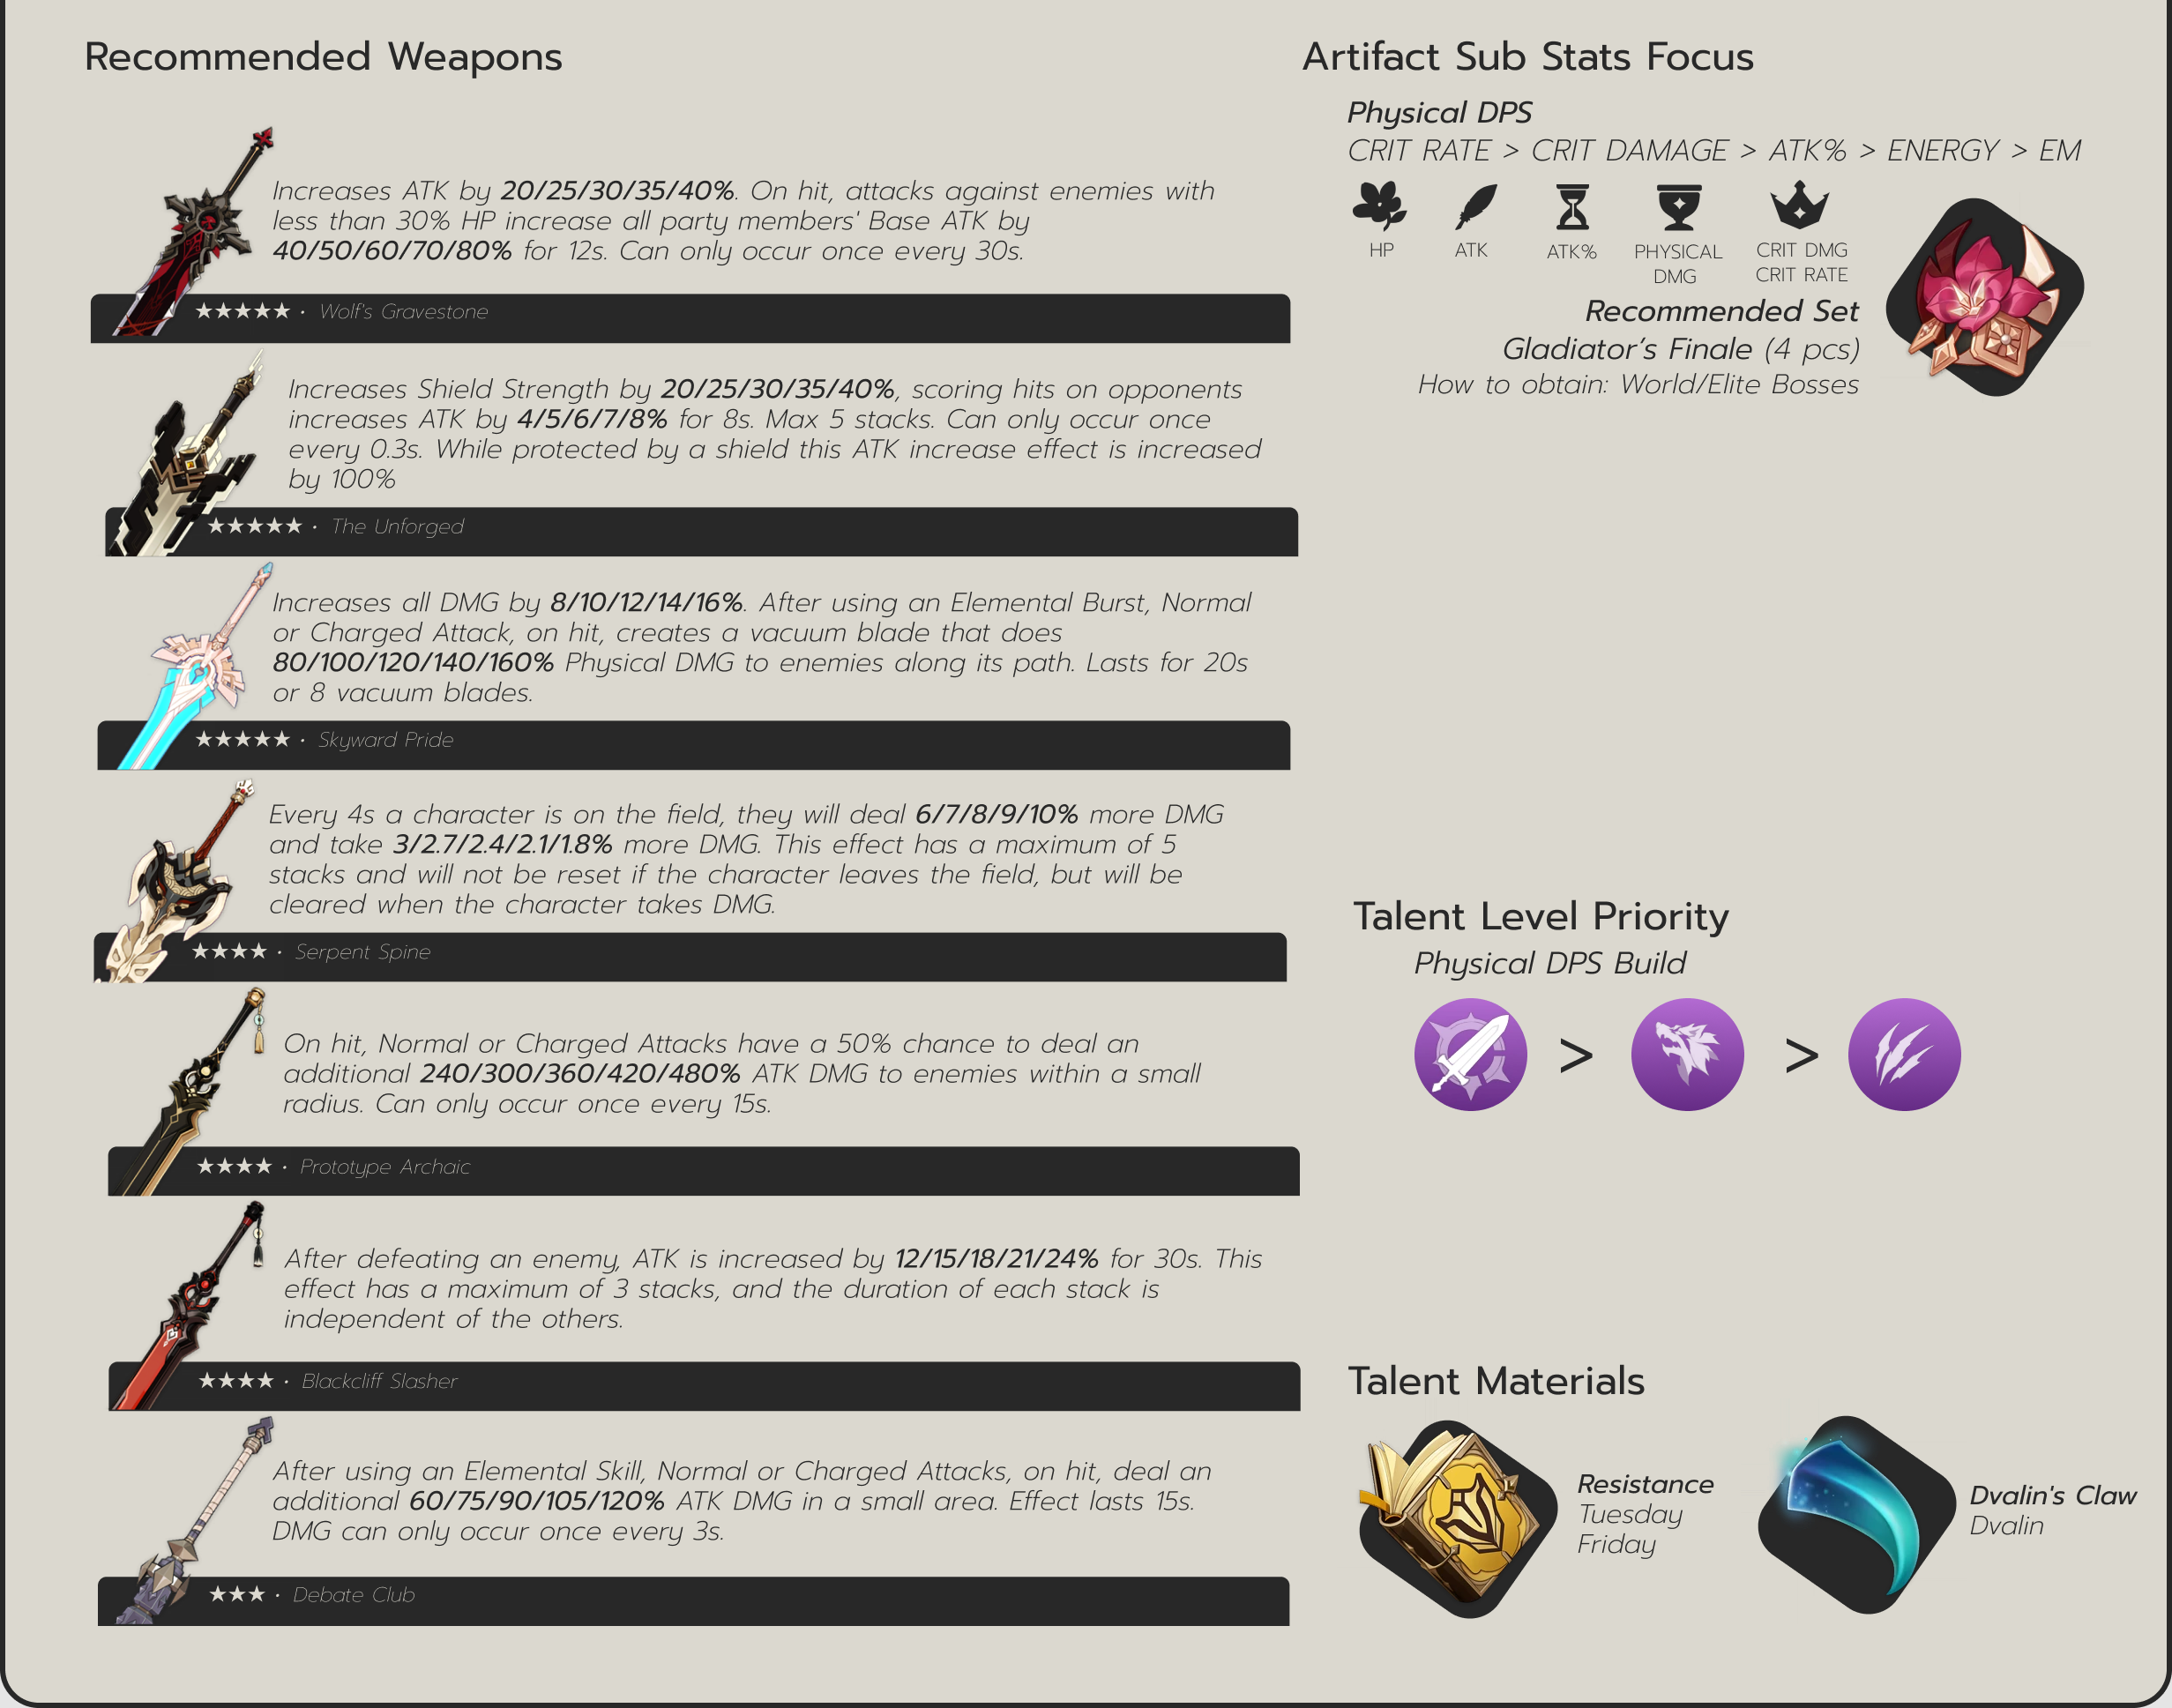 Recommended Weapons
Increases ATK by 20/25/30/35/40%. On hit, attacks against enemies with
less than 30% HP increase all party members' Base ATK by
40/50/60/70/80% for 12s. Can only occur once every 30s.
★★★★★ · Wolf's Gravestone
Increases Shield Strength by 20/25/30/35/40%, scoring hits on opponents
increases ATK by 4/5/6/7/8% for 8s. Max 5 stacks. Can only occur once
every 0.3s. While protected by a shield this ATK increase effect is increased
by 100%
★★★★★ · The Unforged
Increases all DMG by 8/10/12/14/16%. After using an Elemental Burst, Normal
or Charged Attack, on hit, creates a vacuum blade that does
80/100/120/140/160% Physical DMG to enemies along its path. Lasts for 20s
or 8 vacuum blades.
★★★★★ · Skyward Pride
Every 4s a character is on the field, they will deal 6/7/8/9/10% more DMG
and take 3/2.7/2.4/2.1/1.8% more DMG. This effect has a maximum of 5
stacks and will not be reset if the character leaves the field, but will be
cleared when the character takes DMG.
★★★★ · Serpent Spine
On hit, Normal or Charged Attacks have a 50% chance to deal an
additional 240/300/360/420/480% ATK DMG to enemies within a small
radius. Can only occur once every 15s.
★★★★ · Prototype Archaic
After defeating an enemy, ATK is increased by 12/15/18/21/24% for 30s. This
effect has a maximum of 3 stacks, and the duration of each stack is
independent of the others.
★★★★ · Blackcliff Slasher
After using an Elemental Skill, Normal or Charged Attacks, on hit, deal an
additional 60/75/90/105/120% ATK DMG in a small area. Effect lasts 15s.
DMG can only occur once every 3s.
★★★ · Debate Club
Artifact Sub Stats Focus
Physical DPS
CRIT RATE > CRIT DAMAGE > ATK% > ENERGY > EM
HP
ATK
ATK%
PHYSICAL
DMG
CRIT DMG
CRIT RATE
Recommended Set
Gladiator's Finale (4 pcs)
How to obtain: World/Elite Bosses
Talent Level Priority
Physical DPS Build
> >
Talent Materials
Resistance
Tuesday
Friday
Dvalin's Claw
Dvalin